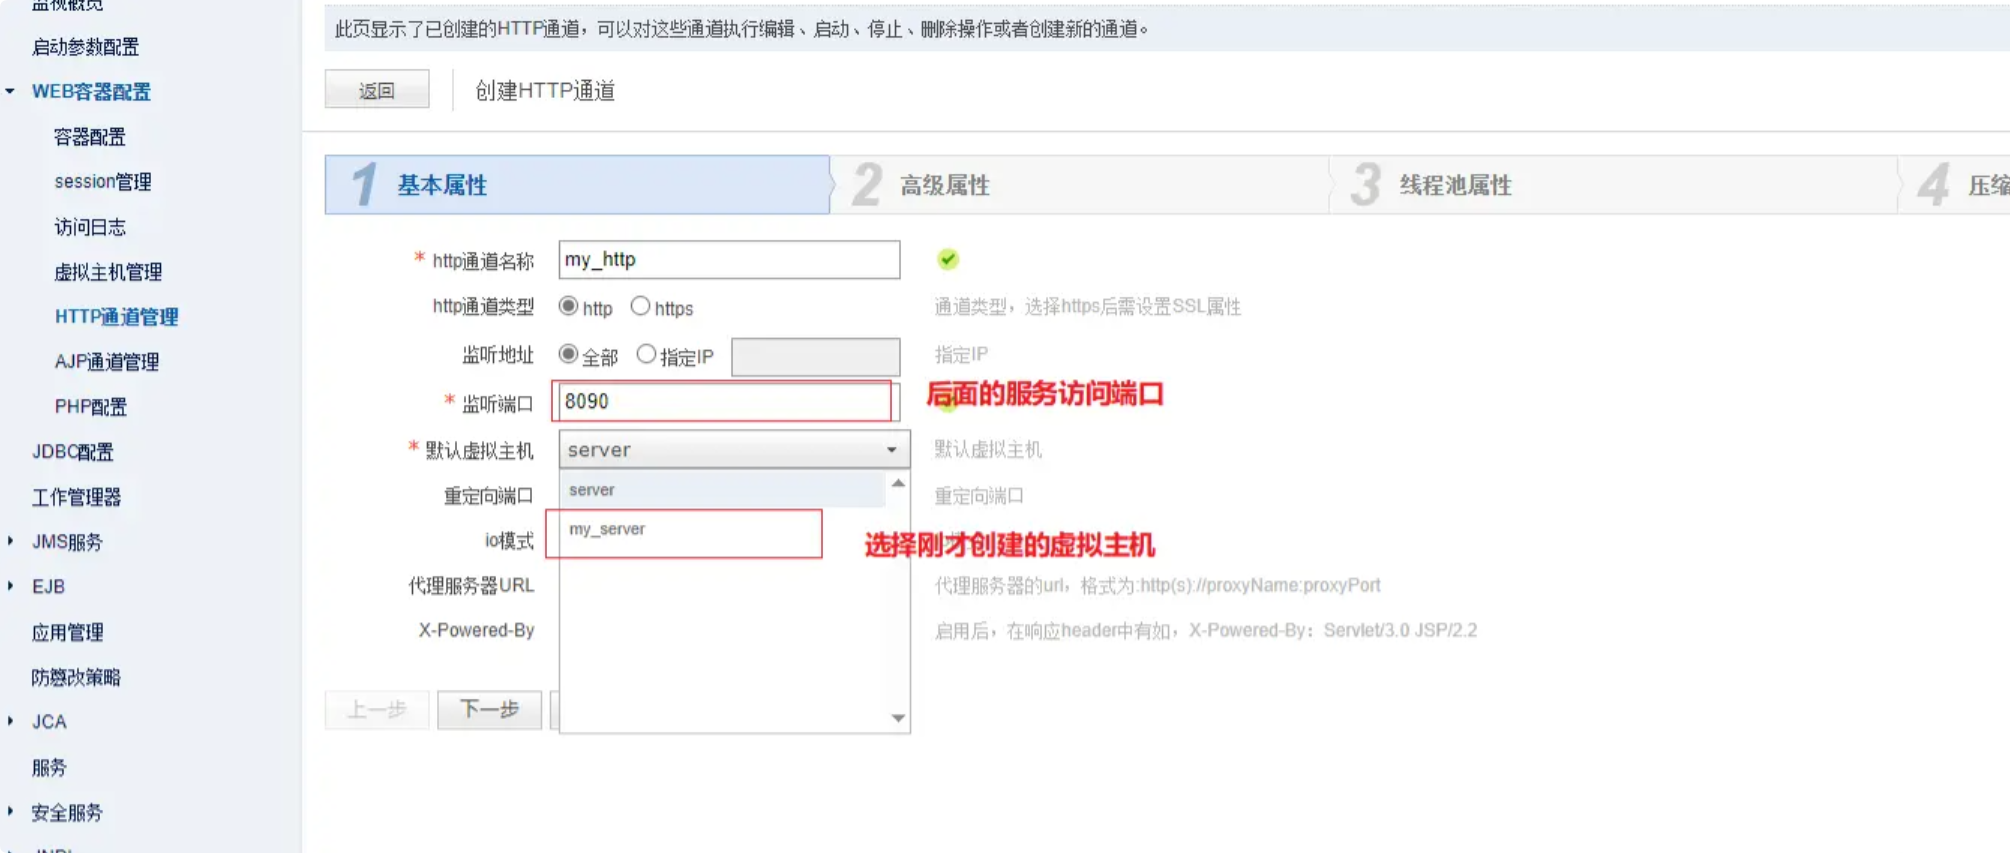 监视概览
启动参数配置
WEB容器配置
容器配置
session管理
访问日志
虚拟主机管理
HTTP通道管理
AJP通道管理
PHP配置
JDBC配置
工作管理器
JMS服务
EJB
应用管理
防篡改策略
JCA
服务
安全服务
JNDI
此页显示了已创建的HTTP通道，可以对这些通道执行编辑、启动、停止、删除操作或者创建新的通道。
返回 创建HTTP通道
1 基本属性 2 高级属性 3 线程池属性 4 压缩
* http通道名称 my_http
http通道类型 http https 通道类型，选择https后需设置SSL属性
监听地址 全部 指定IP 指定IP
* 监听端口 8090 后面的服务访问端口
* 默认虚拟主机 server 默认虚拟主机
重定向端口 server 重定向端口
io模式 my_server 选择刚才创建的虚拟主机
代理服务器URL 代理服务器的url，格式为:http(s)://proxyName:proxyPort
X-Powered-By 启用后，在响应header中有如，X-Powered-By：Servlet/3.0 JSP/2.2
上一步 下一步